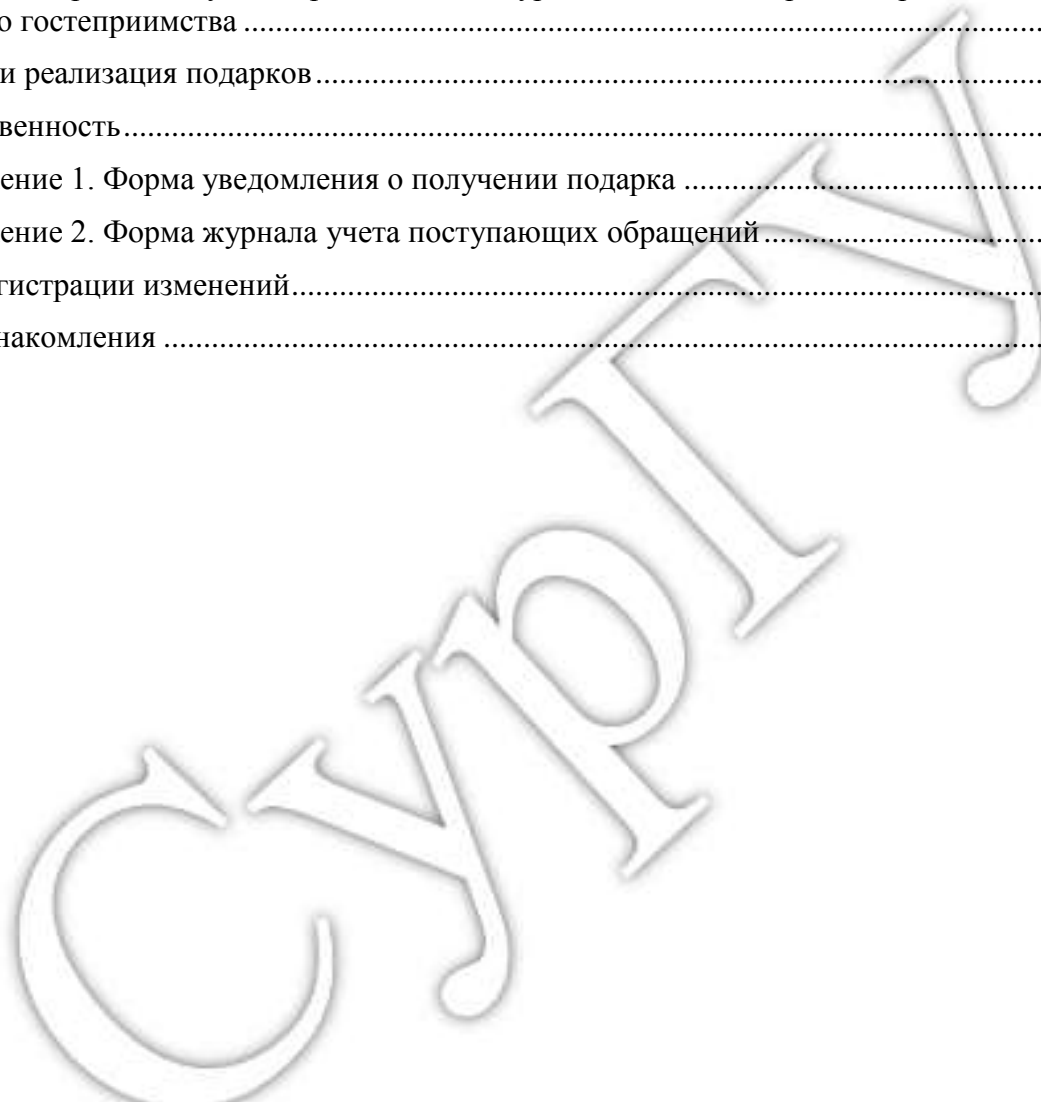 о гостеприимства
и реализация подарков
венность
ение 1. Форма уведомления о получении подарка
ение 2. Форма журнала учета поступающих обращений
гистрации изменений
накомления
СурГУ